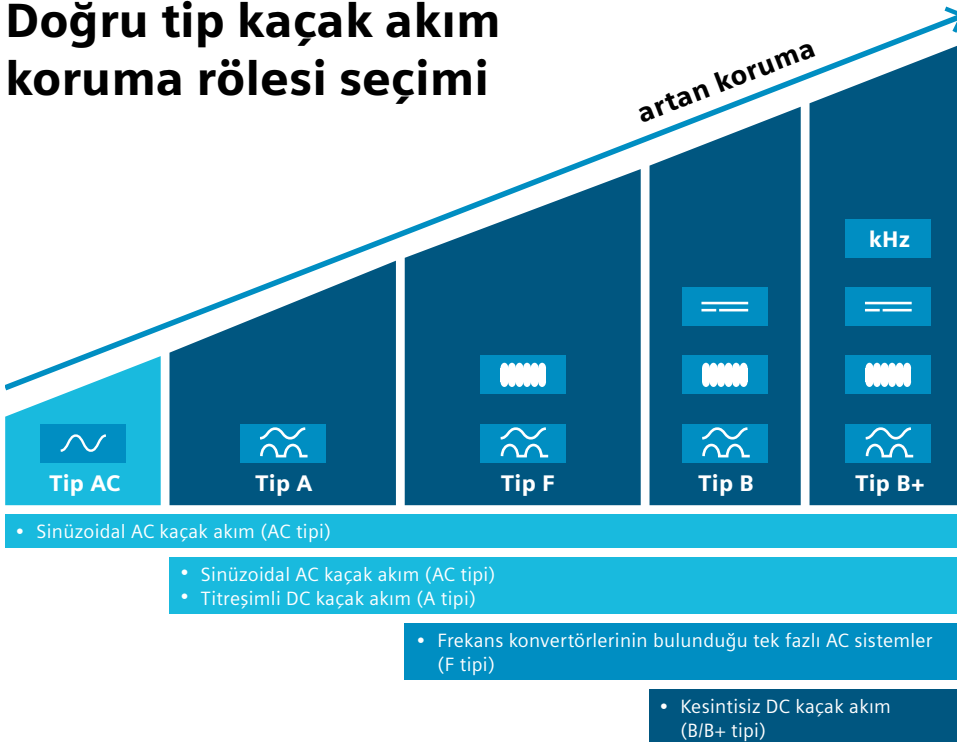 Doğru tip kaçak akım
koruma rölesi seçimi
artan koruma
kHz
Tip AC
Tip A
Tip F
Tip B
Tip B+
• Sinüzoidal AC kaçak akım (AC tipi)
• Sinüzoidal AC kaçak akım (AC tipi)
• Titreşimli DC kaçak akım (A tipi)
• Frekans konvertörlerinin bulunduğu tek fazlı AC sistemler
(F tipi)
• Kesintisiz DC kaçak akım
(B/B+ tipi)